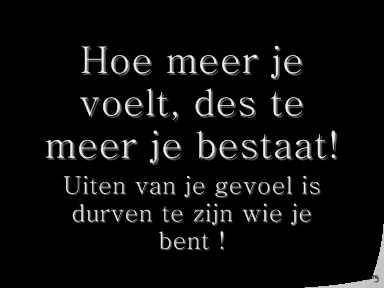 Hoe meer je
voelt, des te
meer je bestaat!
Uiten van je gevoel is
durven te zijn wie je
bent !